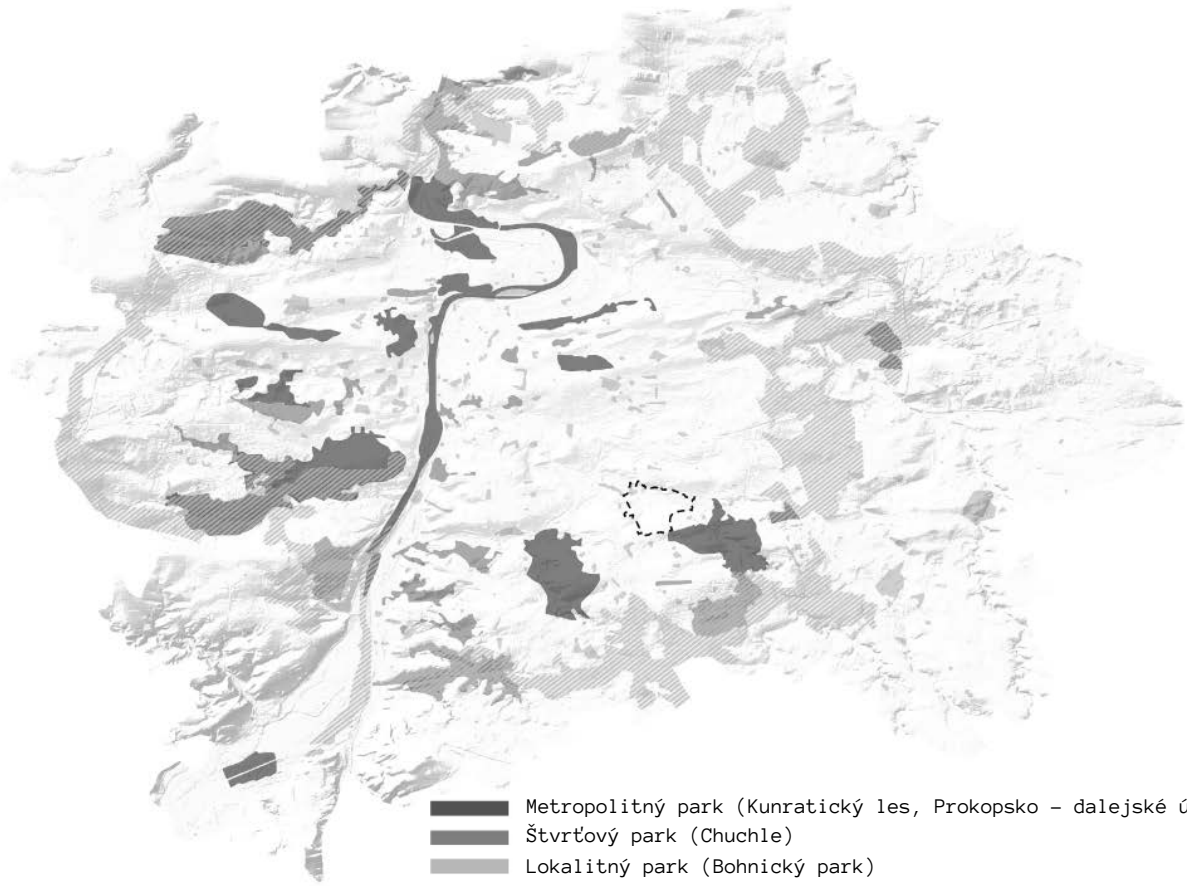 Metropolitný park (Kunratický les, Prokopsko – dalejské
Štvrťový park (Chuchle)
Lokalitný park (Bohnický park)